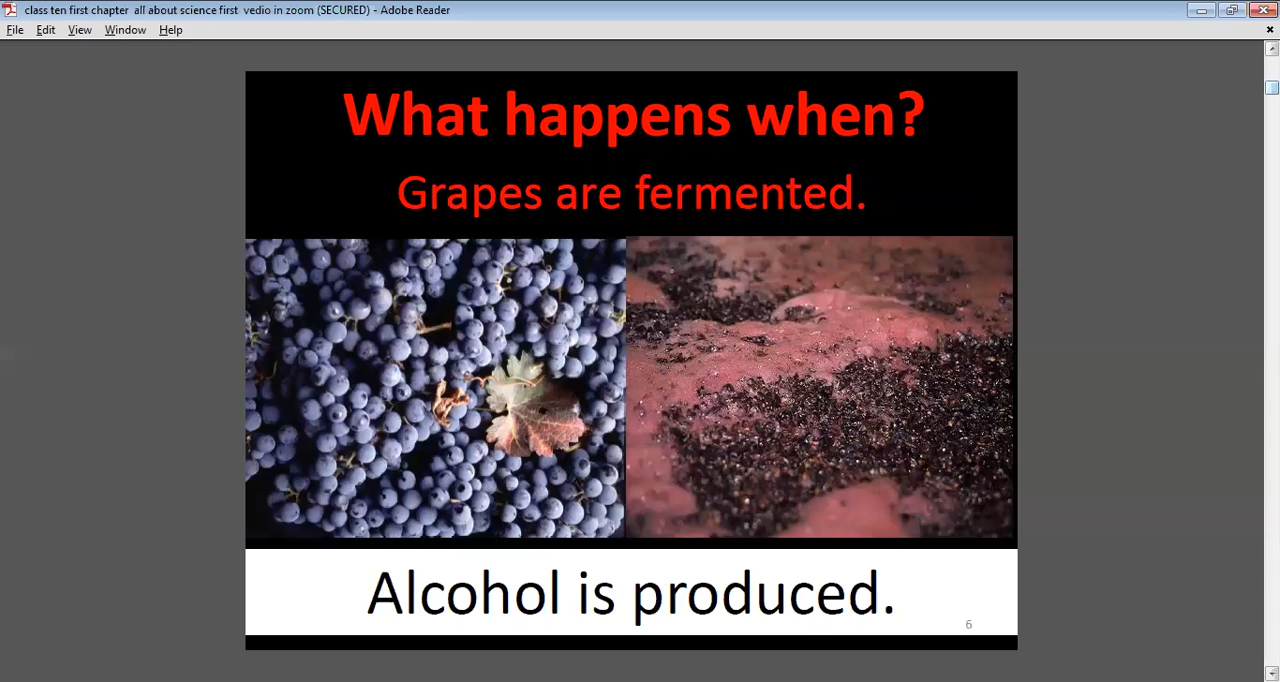 class ten first chapter  all about science first  vedio in zoom (SECURED) - Adobe Reader
File Edit View Window Help
What happens when?
Grapes are fermented.
Alcohol is produced.
6